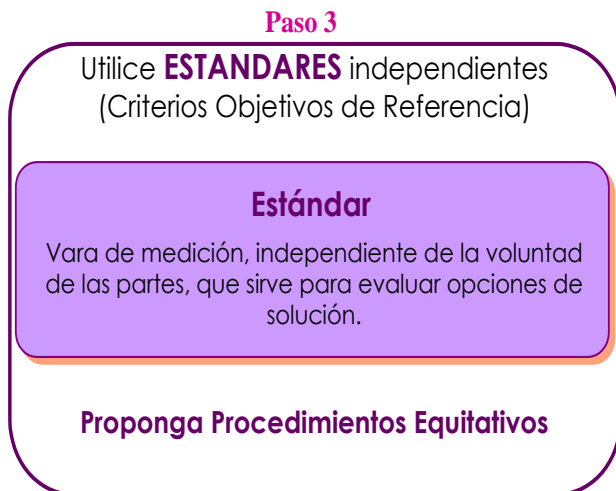 Paso 3
Utilice ESTANDARES independientes
(Criterios Objetivos de Referencia)
Estándar
Vara de medición, independiente de la voluntad
de las partes, que sirve para evaluar opciones de
solución.
Proponga Procedimientos Equitativos